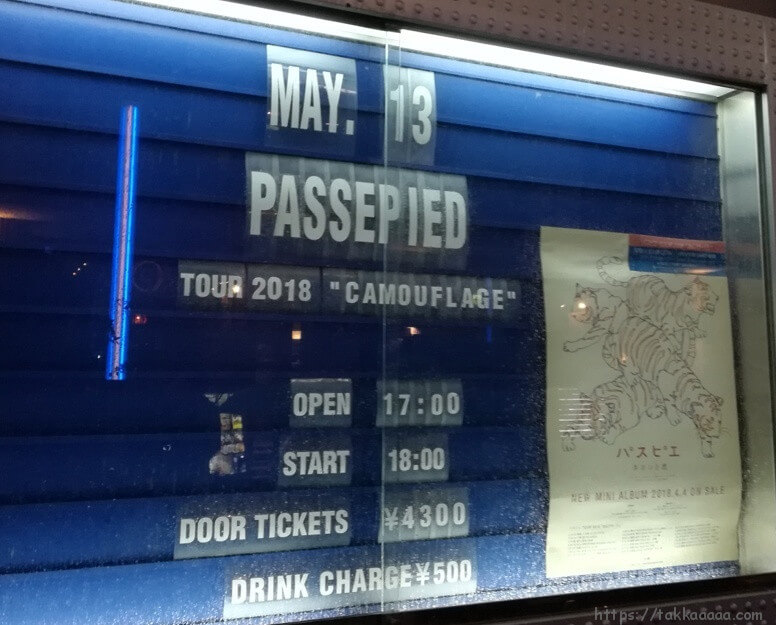 MAY. 13
PASSEPIED
TOUR 2018 "CAMOUFLAGE"
OPEN 17:00
START 18:00
DOOR TICKETS ¥4300
DRINK CHARGE¥500
パスピエ
NEW MINI ALBUM 2018.4.4 ON SALE
https://takkaaaaa.com